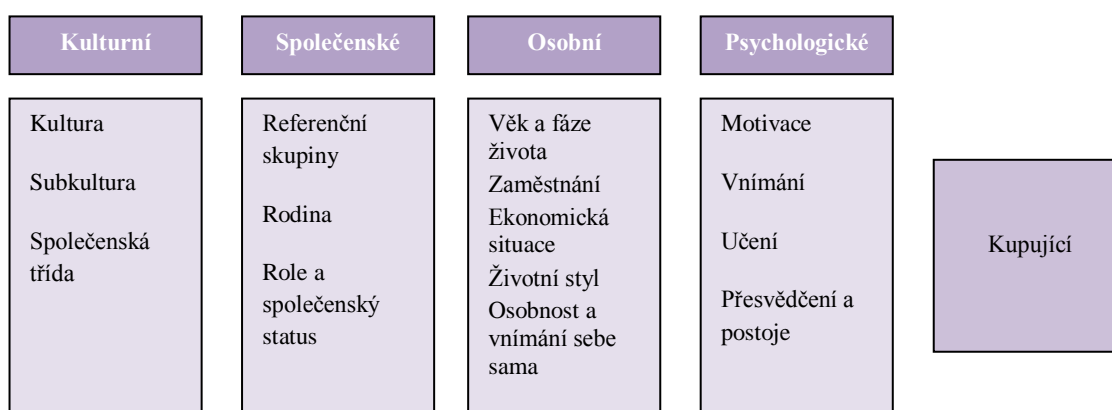 Kulturní
Společenské
Osobní
Psychologické
Kultura
Subkultura
Společenská
třída
Referenční
skupiny
Rodina
Role a
společenský
status
Věk a fáze
života
Zaměstnání
Ekonomická
situace
Životní styl
Osobnost a
vnímání sebe
sama
Motivace
Vnímání
Učení
Přesvědčení a
postoje
Kupující